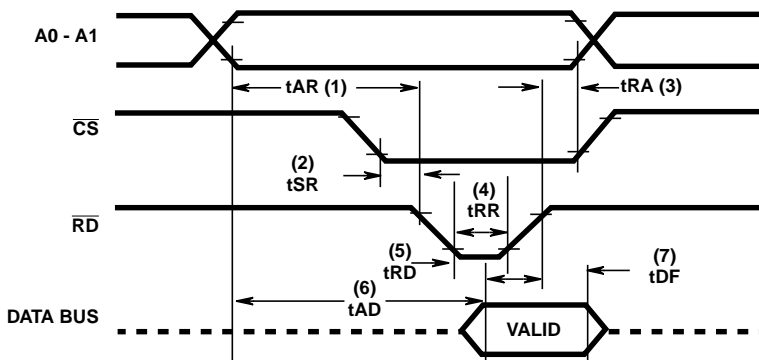 A0 - A1
tAR (1)
tRA (3)
CS
(2)
tSR
(4)
tRR
RD
(5)
tRD
(7)
tDF
(6)
tAD
DATA BUS
VALID